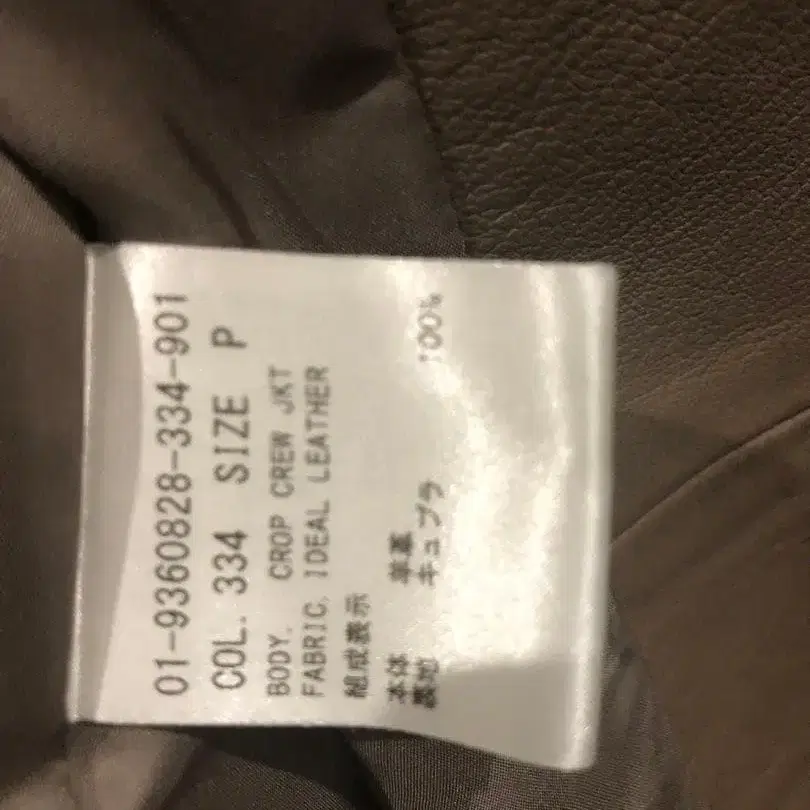 01-9360828-334-901
COL. 334 SIZE P
BODY. CROP CREW JKT
FABRIC. IDEAL LEATHER
組成表示
本体 羊革
裏地 キュプラ 100%